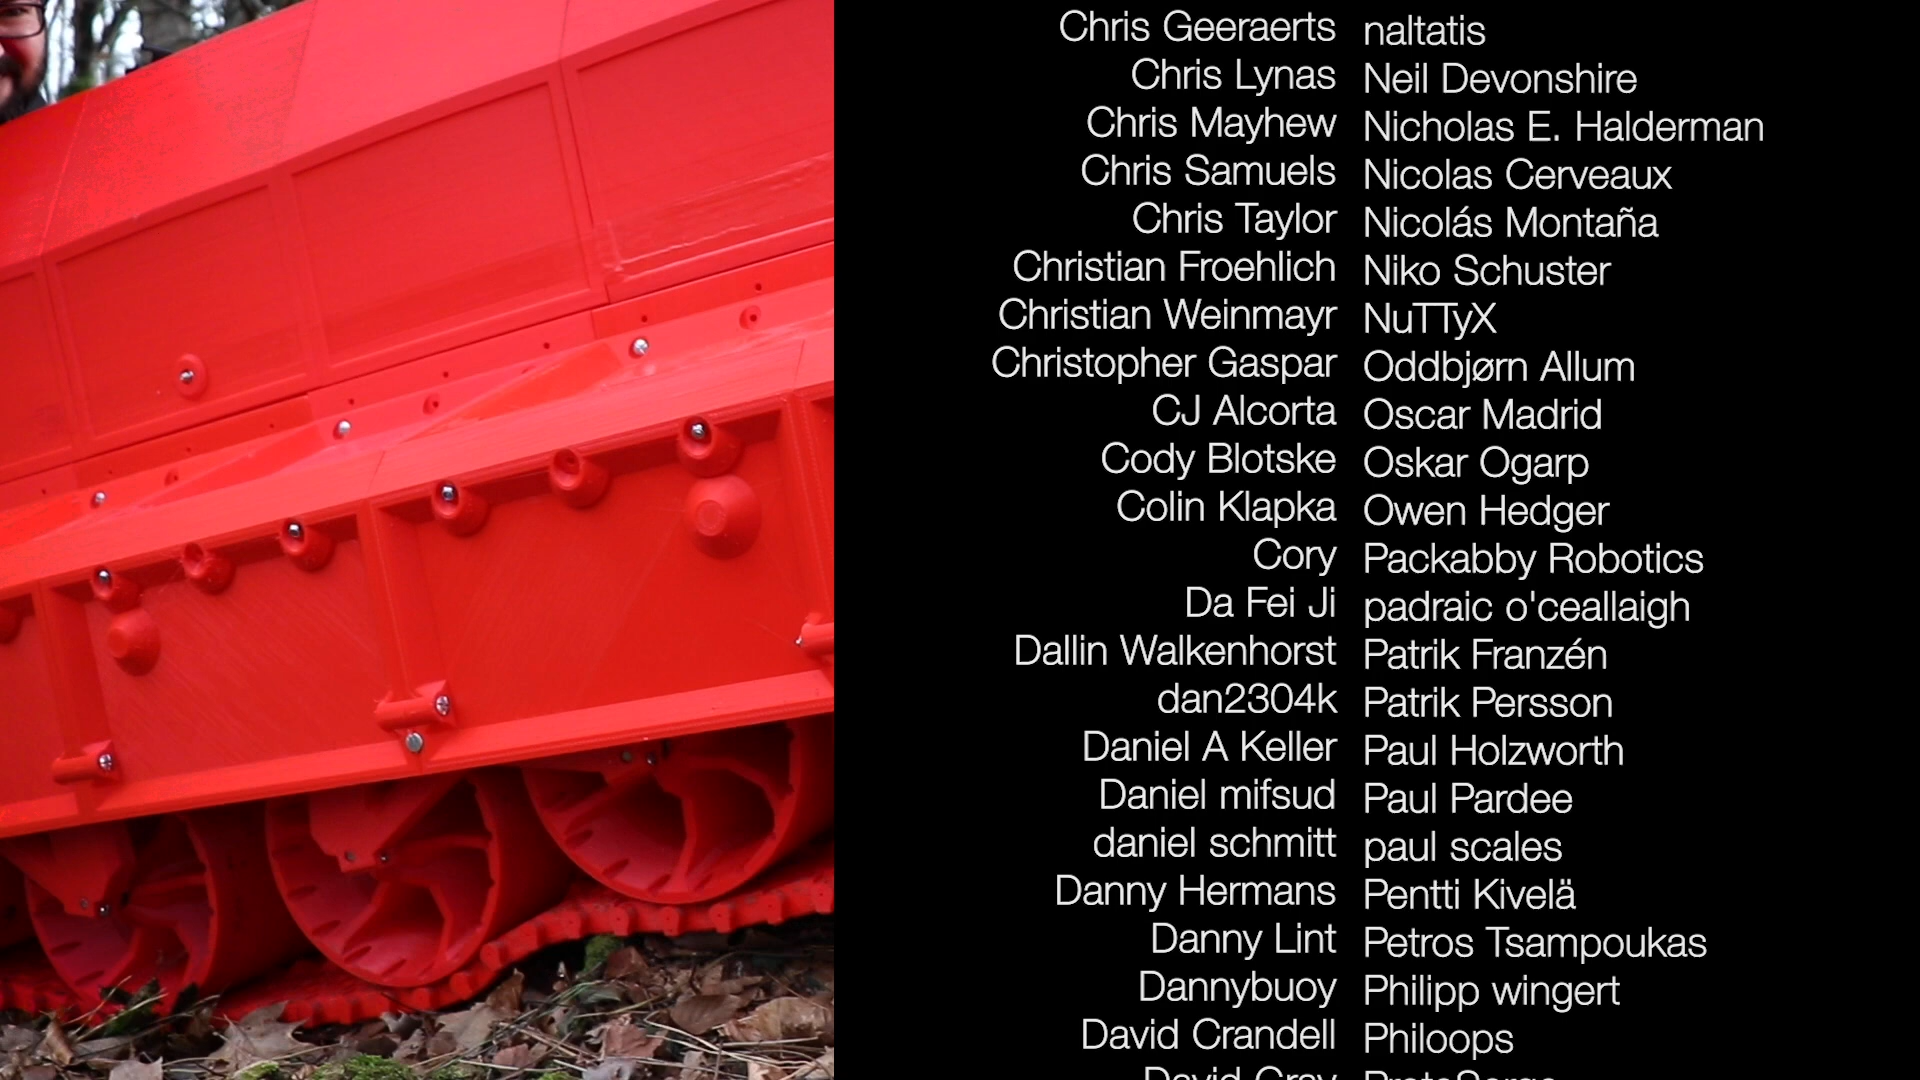 Chris Geeraerts naltatis
Chris Lynas Neil Devonshire
Chris Mayhew Nicholas E. Halderman
Chris Samuels Nicolas Cerveaux
Chris Taylor Nicolás Montaña
Christian Froehlich Niko Schuster
Christian Weinmayr NuTTyX
Christopher Gaspar Oddbjørn Allum
CJ Alcorta Oscar Madrid
Cody Blotske Oskar Ogarp
Colin Klapka Owen Hedger
Cory Packabby Robotics
Da Fei Ji padraic o'ceallaigh
Dallin Walkenhorst Patrik Franzén
dan2304k Patrik Persson
Daniel A Keller Paul Holzworth
Daniel mifsud Paul Pardee
daniel schmitt paul scales
Danny Hermans Pentti Kivelä
Danny Lint Petros Tsampoukas
Dannybuoy Philipp wingert
David Crandell Philoops
David Gray